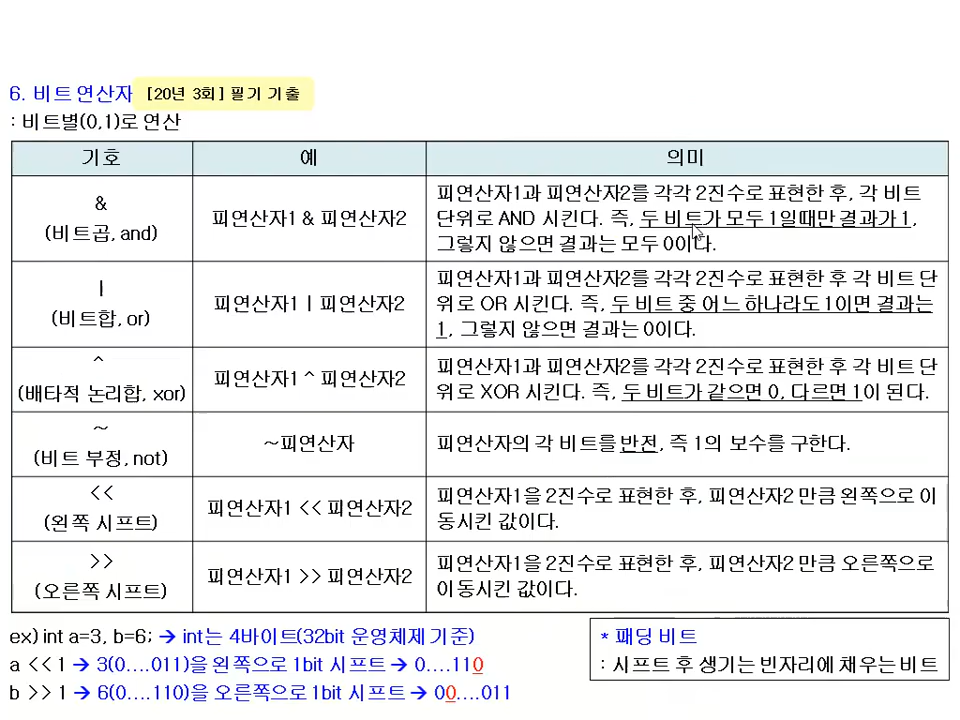 6. 비트 연산자 [20년 3회] 필기 기출
: 비트별(0,1)로 연산
기호 예 의미
&
(비트곱, and)
피연산자1 & 피연산자2
피연산자1과 피연산자2를 각각 2진수로 표현한 후, 각 비트
단위로 AND 시킨다. 즉, 두 비트가 모두 1일때만 결과가 1,
그렇지 않으면 결과는 모두 0이다.
|
(비트합, or)
피연산자1 | 피연산자2
피연산자1과 피연산자2를 각각 2진수로 표현한 후 각 비트 단
위로 OR 시킨다. 즉, 두 비트 중 어느 하나라도 1이면 결과는
1, 그렇지 않으면 결과는 0이다.
^
(배타적 논리합, xor)
피연산자1 ^ 피연산자2
피연산자1과 피연산자2를 각각 2진수로 표현한 후 각 비트 단
위로 XOR 시킨다. 즉, 두 비트가 같으면 0, 다르면 1이 된다.
~
(비트 부정, not)
~피연산자
피연산자의 각 비트를 반전, 즉 1의 보수를 구한다.
<<
(왼쪽 시프트)
피연산자1 << 피연산자2
피연산자1을 2진수로 표현한 후, 피연산자2 만큼 왼쪽으로 이
동시킨 값이다.
>>
(오른쪽 시프트)
피연산자1 >> 피연산자2
피연산자1을 2진수로 표현한 후, 피연산자2 만큼 오른쪽으로
이동시킨 값이다.
ex) int a=3, b=6; → int는 4바이트(32bit 운영체제 기준)
a << 1 → 3(0....011)을 왼쪽으로 1bit 시프트 → 0....110
b >> 1 → 6(0....110)을 오른쪽으로 1bit 시프트 → 00....011
* 패딩 비트
: 시프트 후 생기는 빈자리에 채우는 비트